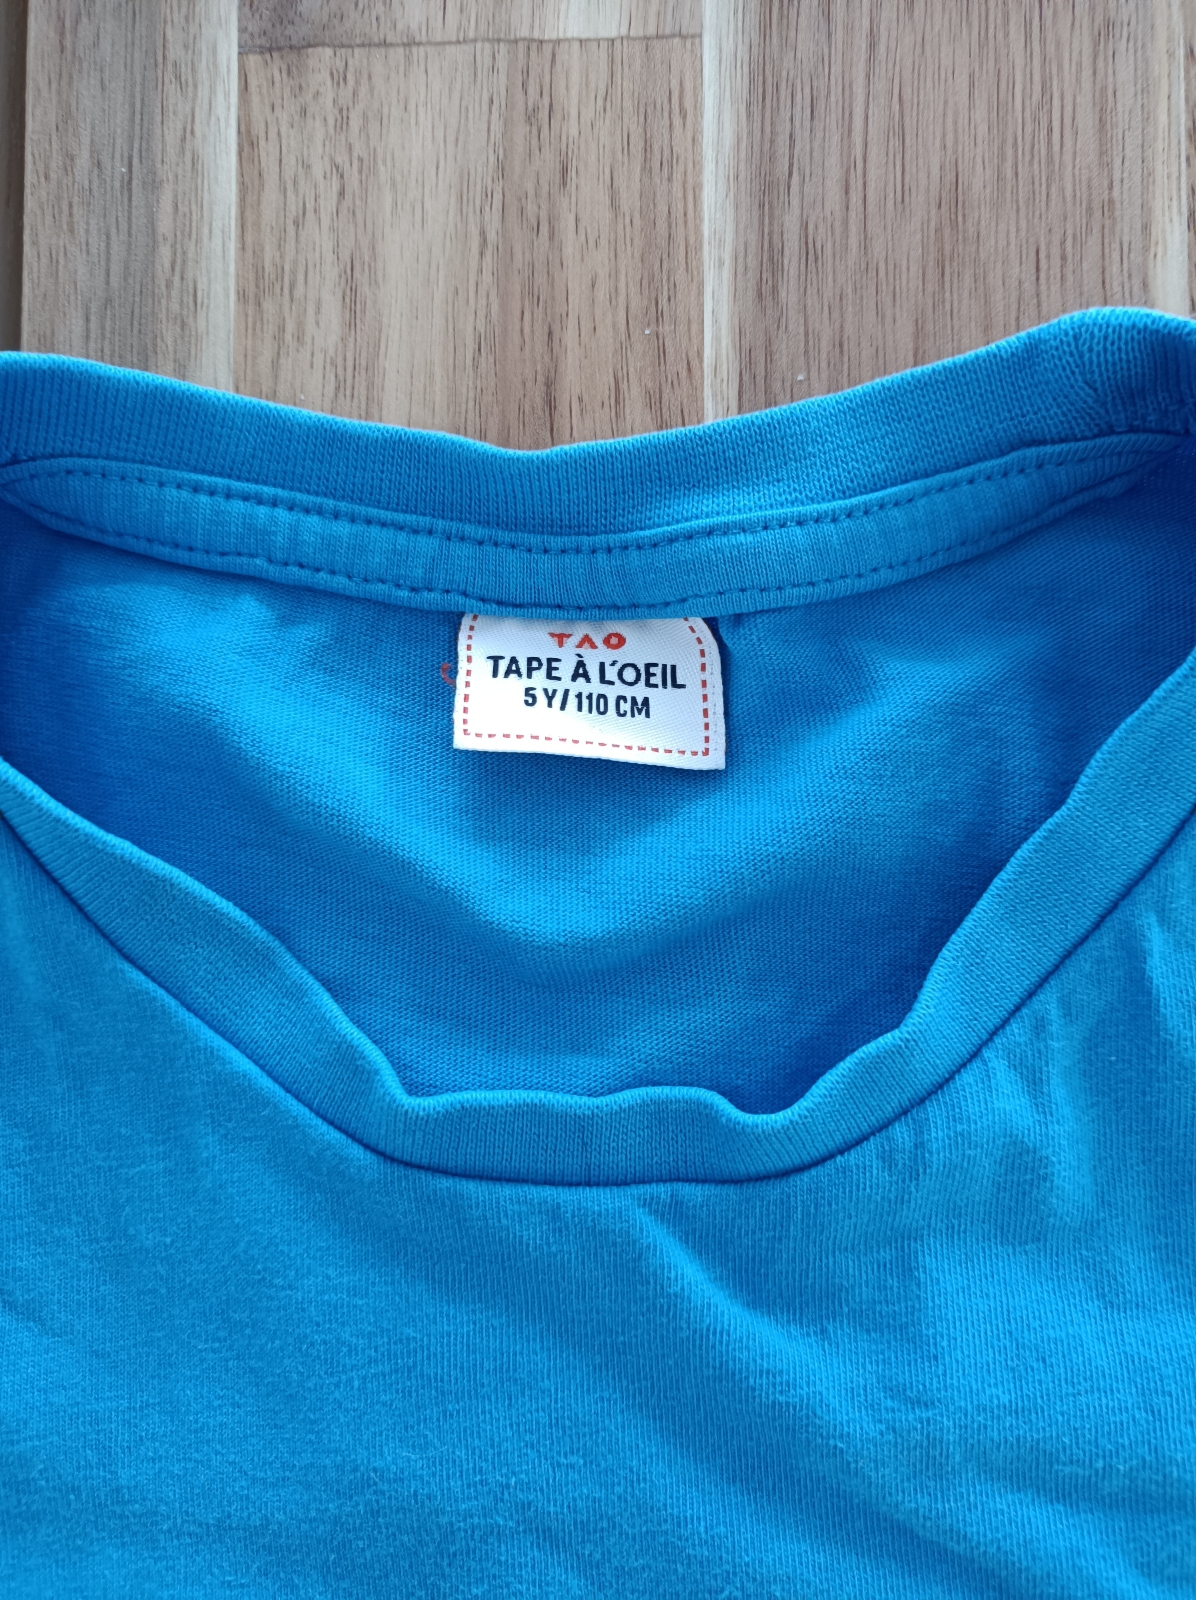 TAO
TAPE À L'OEIL
5 Y/110 CM